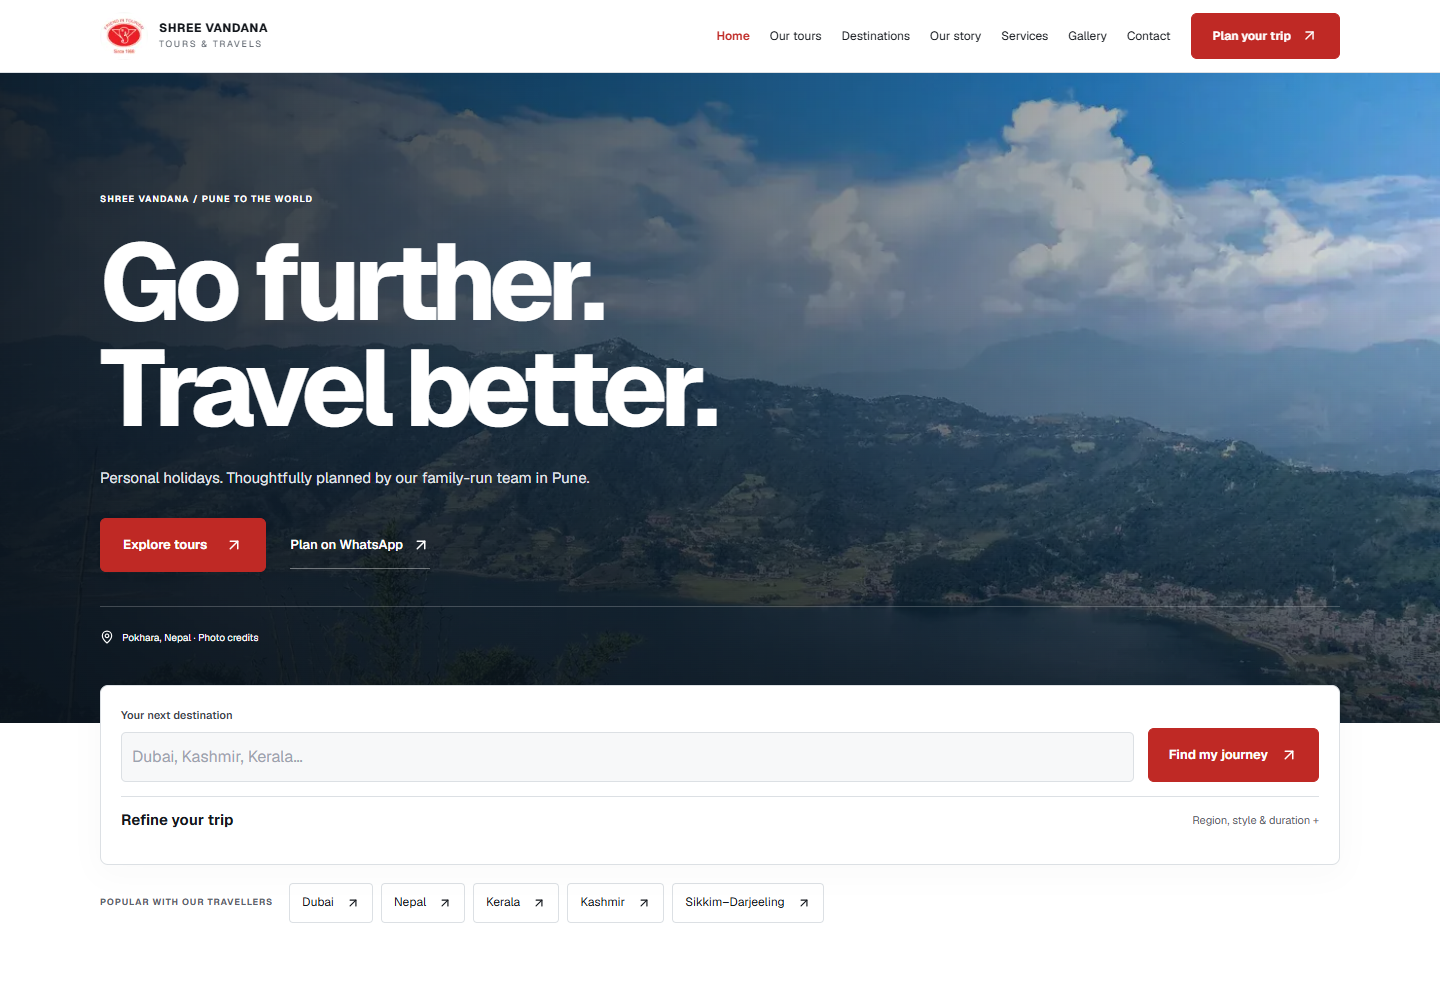 SHREE VANDANA
TOURS & TRAVELS
Since 1986
Home
Our tours
Destinations
Our story
Services
Gallery
Contact
Plan your trip
SHREE VANDANA / PUNE TO THE WORLD
Go further.
Travel better.
Personal holidays. Thoughtfully planned by our family-run team in Pune.
Explore tours
Plan on WhatsApp
Pokhara, Nepal · Photo credits
Your next destination
Dubai, Kashmir, Kerala...
Find my journey
Refine your trip
Region, style & duration +
POPULAR WITH OUR TRAVELLERS
Dubai
Nepal
Kerala
Kashmir
Sikkim–Darjeeling